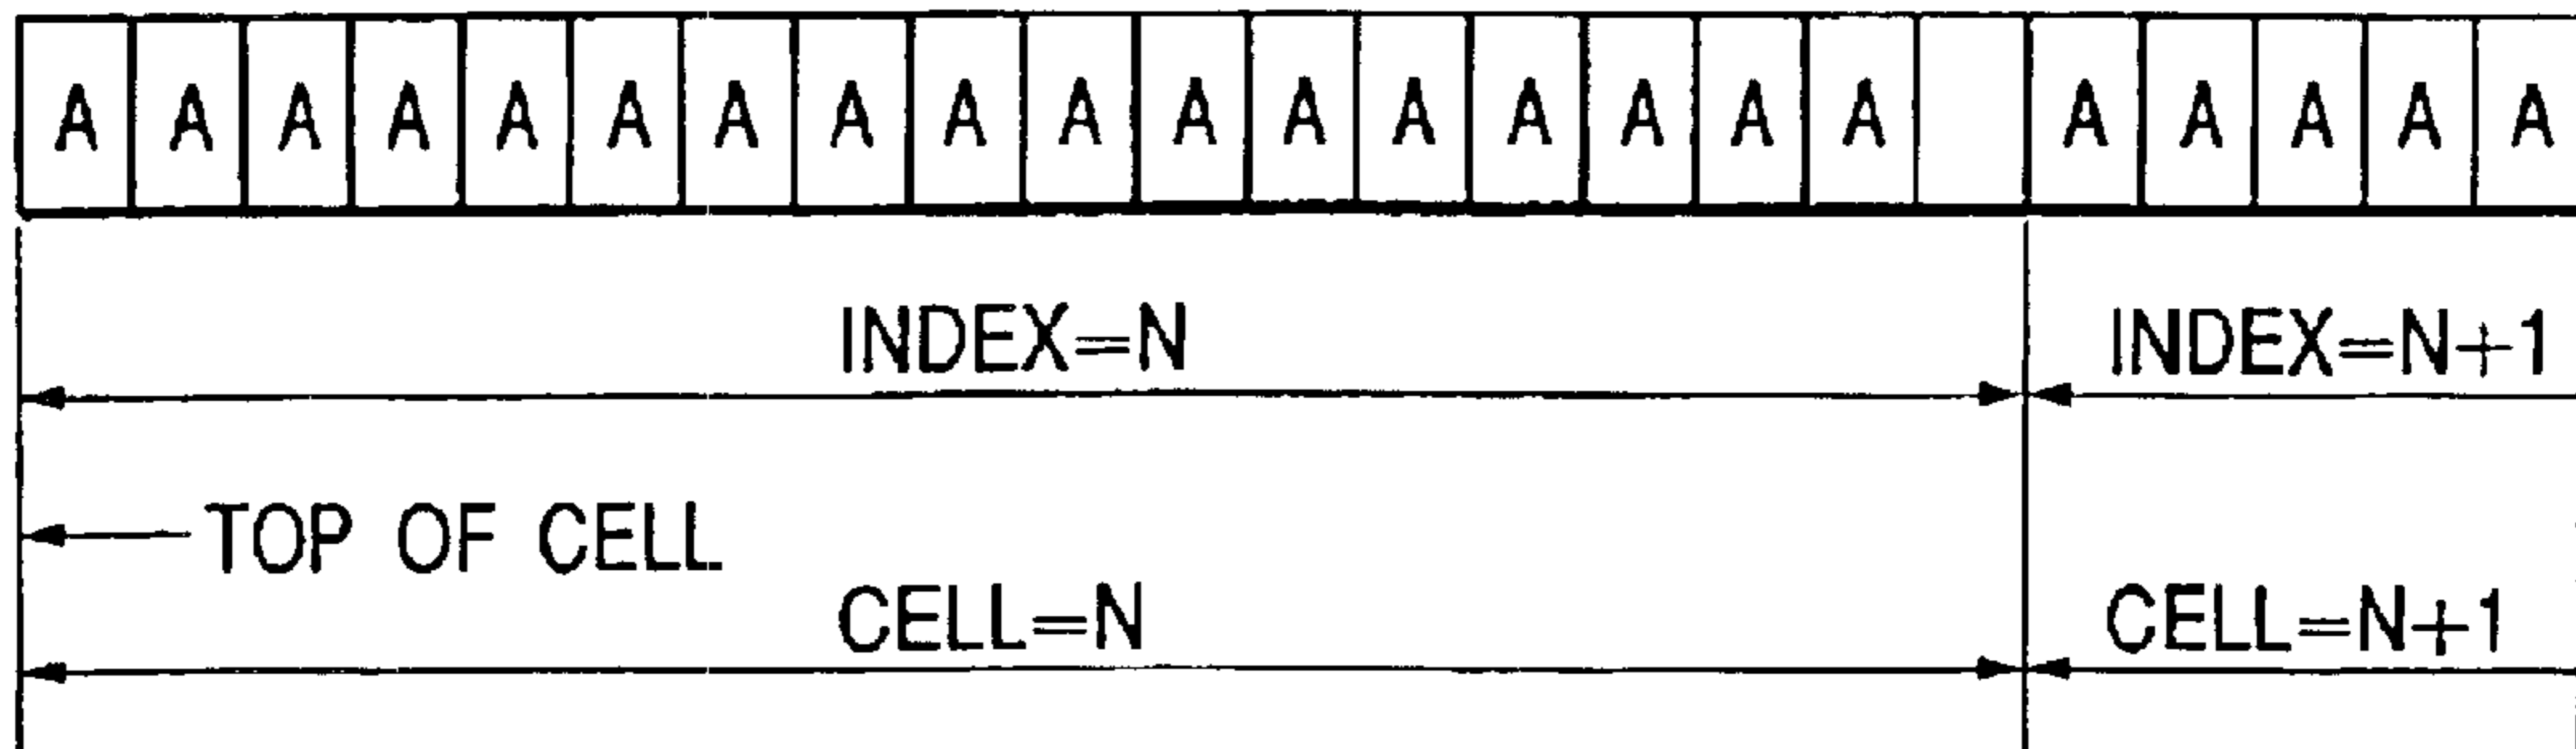 A A A A A A A A A A A A A A A A A A A A A A
INDEX=N INDEX=N+1
TOP OF CELL
CELL=N CELL=N+1